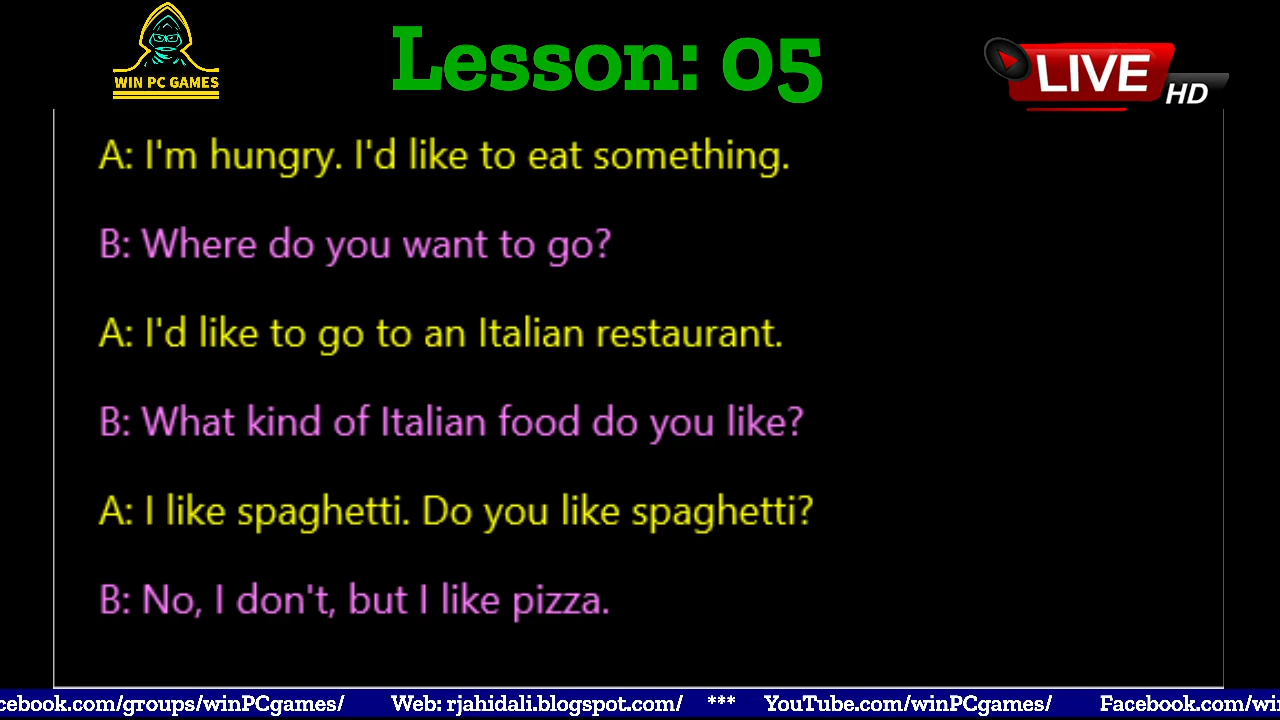 WIN PC GAMES
Lesson: 05
LIVE
HD
A: I'm hungry. I'd like to eat something.
B: Where do you want to go?
A: I'd like to go to an Italian restaurant.
B: What kind of Italian food do you like?
A: I like spaghetti. Do you like spaghetti?
B: No, I don't, but I like pizza.
cebook.com/groups/winPCgames/ Web: rjahidali.blogspot.com/ *** YouTube.com/winPCgames/ Facebook.com/wi